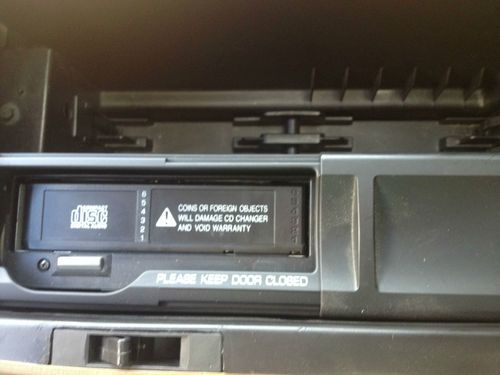 COMPACT
disc
DIGITAL AUDIO
6
5
4
3
2
1
COINS OR FOREIGN OBJECTS
WILL DAMAGE CD CHANGER
AND VOID WARRANTY
PLEASE KEEP DOOR CLOSED